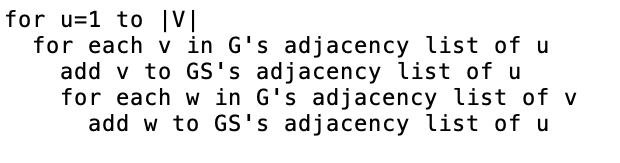 for u=1 to |V|
  for each v in G's adjacency list of u
    add v to GS's adjacency list of u
    for each w in G's adjacency list of v
      add w to GS's adjacency list of u